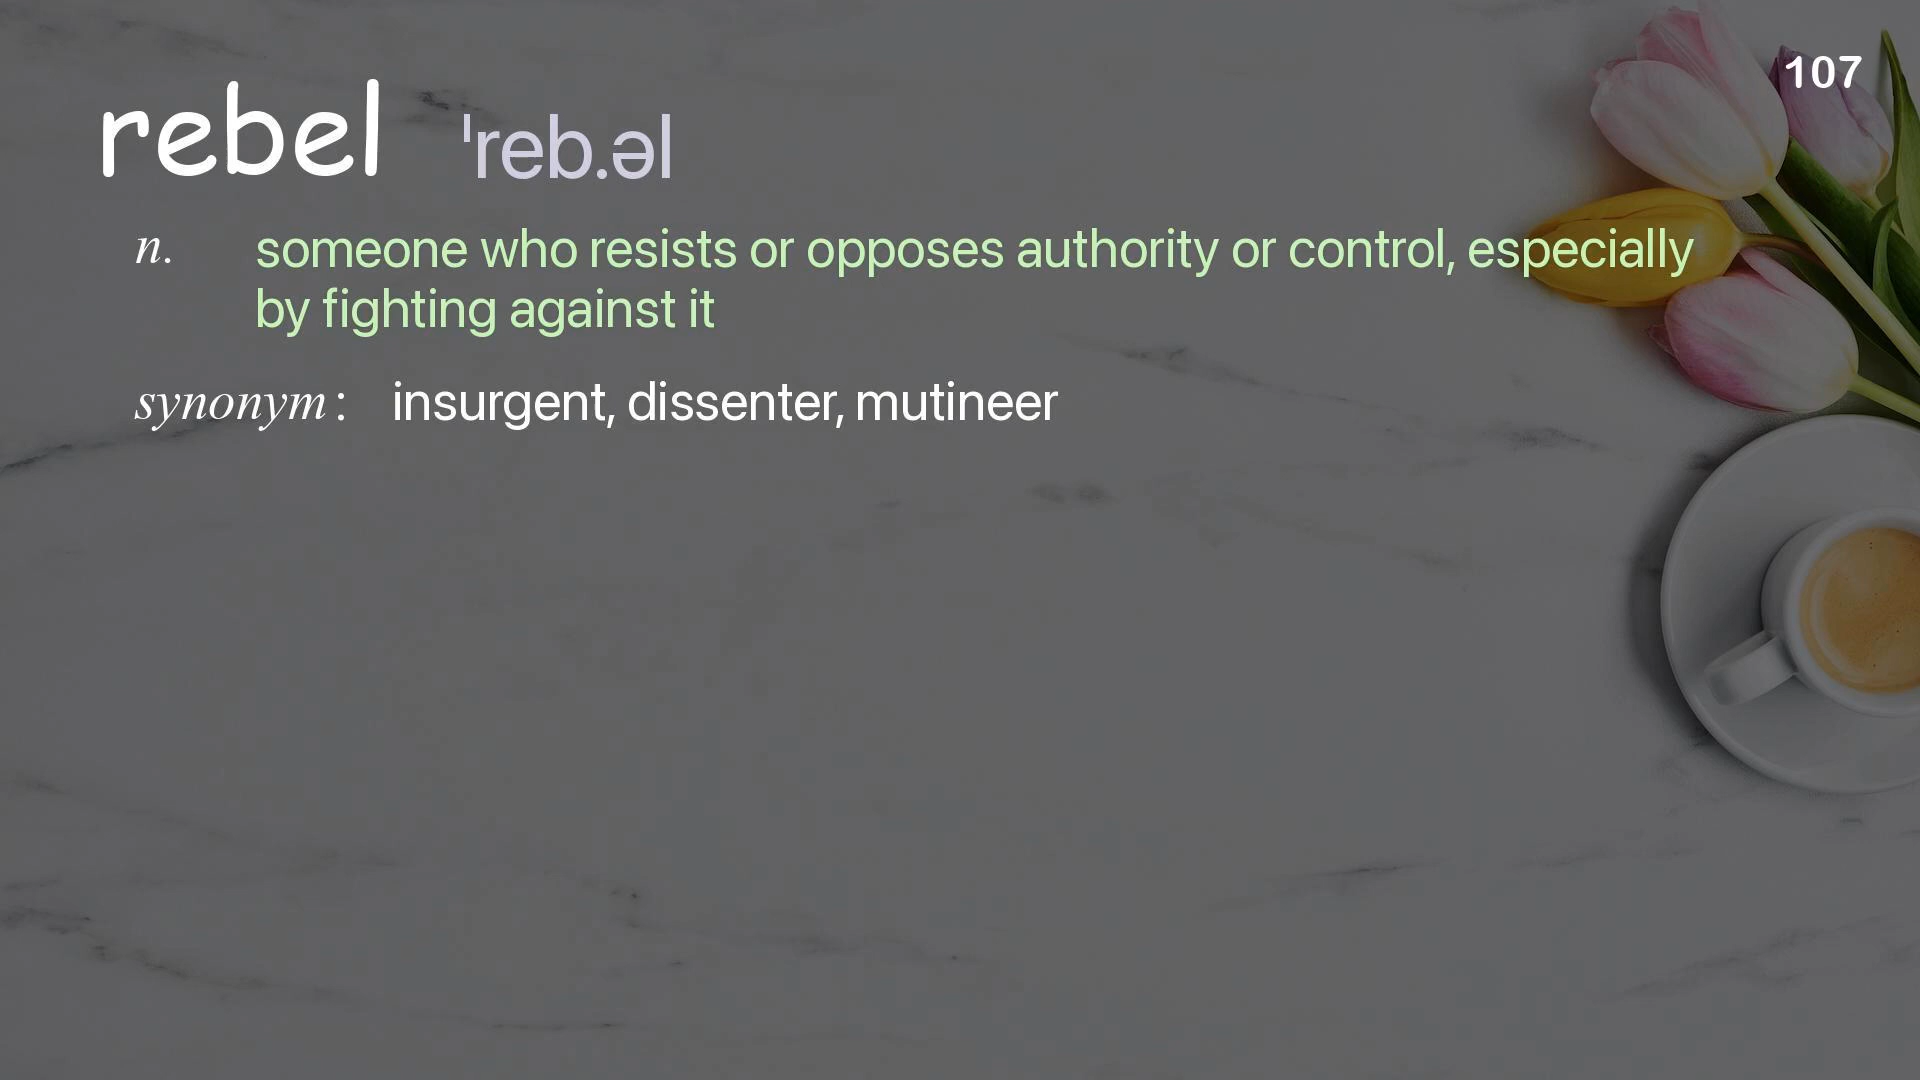 107
rebel ˈreb.əl
n. someone who resists or opposes authority or control, especially
by fighting against it
synonym : insurgent, dissenter, mutineer